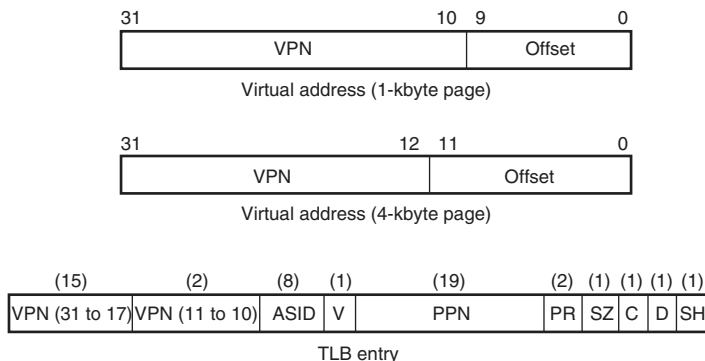 31 10 9 0
VPN Offset
Virtual address (1-kbyte page)
31 12 11 0
VPN Offset
Virtual address (4-kbyte page)
(15) (2) (8) (1) (19) (2) (1) (1) (1) (1)
VPN (31 to 17) VPN (11 to 10) ASID V PPN PR SZ C D SH
TLB entry